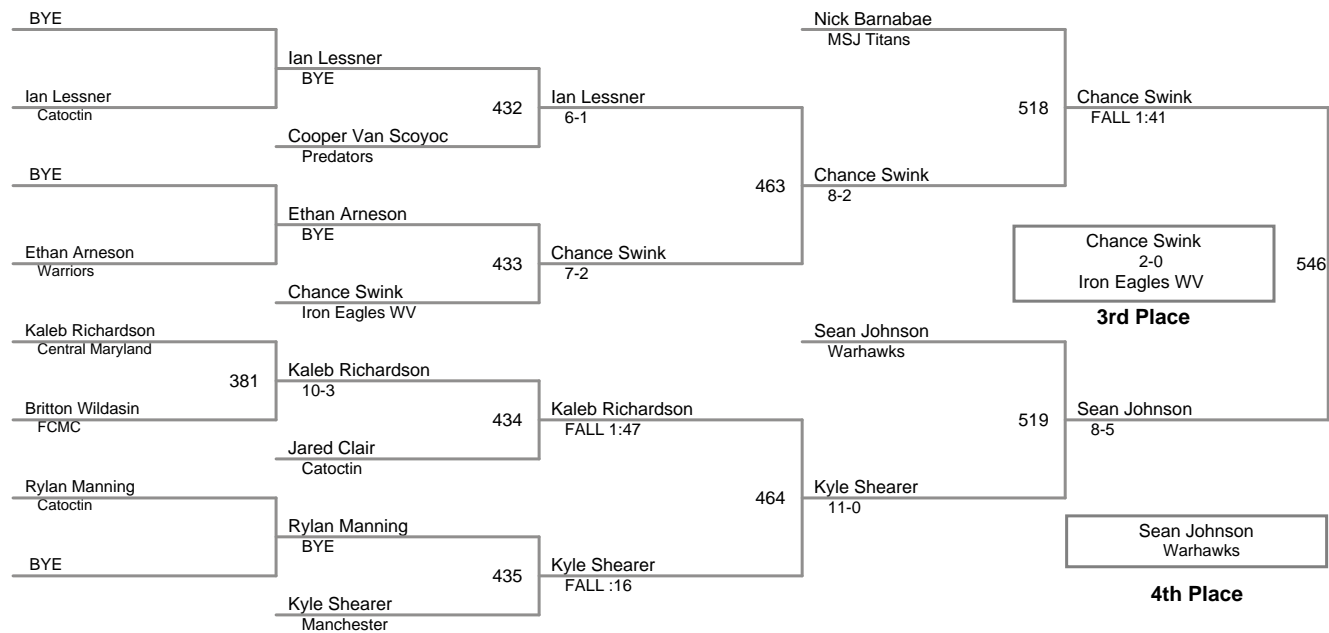 BYE
Ian Lessner
Catoctin
BYE
Ethan Arneson
Warriors
Kaleb Richardson
Central Maryland
381
Britton Wildasin
FCMC
Rylan Manning
Catoctin
BYE
Ian Lessner
BYE
432
Cooper Van Scoyoc
Predators
Ethan Arneson
BYE
433
Chance Swink
Iron Eagles WV
Kaleb Richardson
10-3
434
Jared Clair
Catoctin
Rylan Manning
BYE
435
Kyle Shearer
Manchester
Ian Lessner
6-1
463
Chance Swink
7-2
Kaleb Richardson
FALL 1:47
464
Kyle Shearer
FALL :16
Nick Barnabae
MSJ Titans
518
Chance Swink
8-2
Sean Johnson
Warhawks
519
Kyle Shearer
11-0
Chance Swink
FALL 1:41
546
Sean Johnson
8-5
Chance Swink
2-0
Iron Eagles WV
3rd Place
Sean Johnson
Warhawks
4th Place